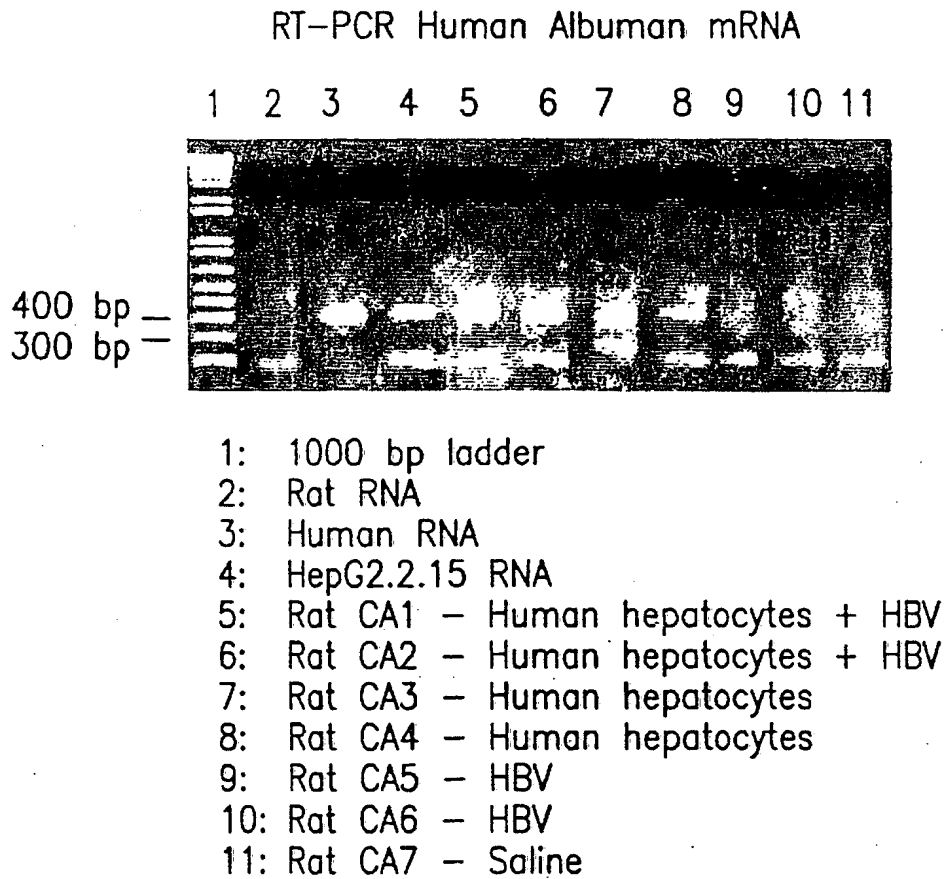 RT-PCR Human Albuman mRNA
1 2 3 4 5 6 7 8 9 10 11
400 bp
300 bp
1: 1000 bp ladder
2: Rat RNA
3: Human RNA
4: HepG2.2.15 RNA
5: Rat CA1 - Human hepatocytes + HBV
6: Rat CA2 - Human hepatocytes + HBV
7: Rat CA3 - Human hepatocytes
8: Rat CA4 - Human hepatocytes
9: Rat CA5 - HBV
10: Rat CA6 - HBV
11: Rat CA7 - Saline